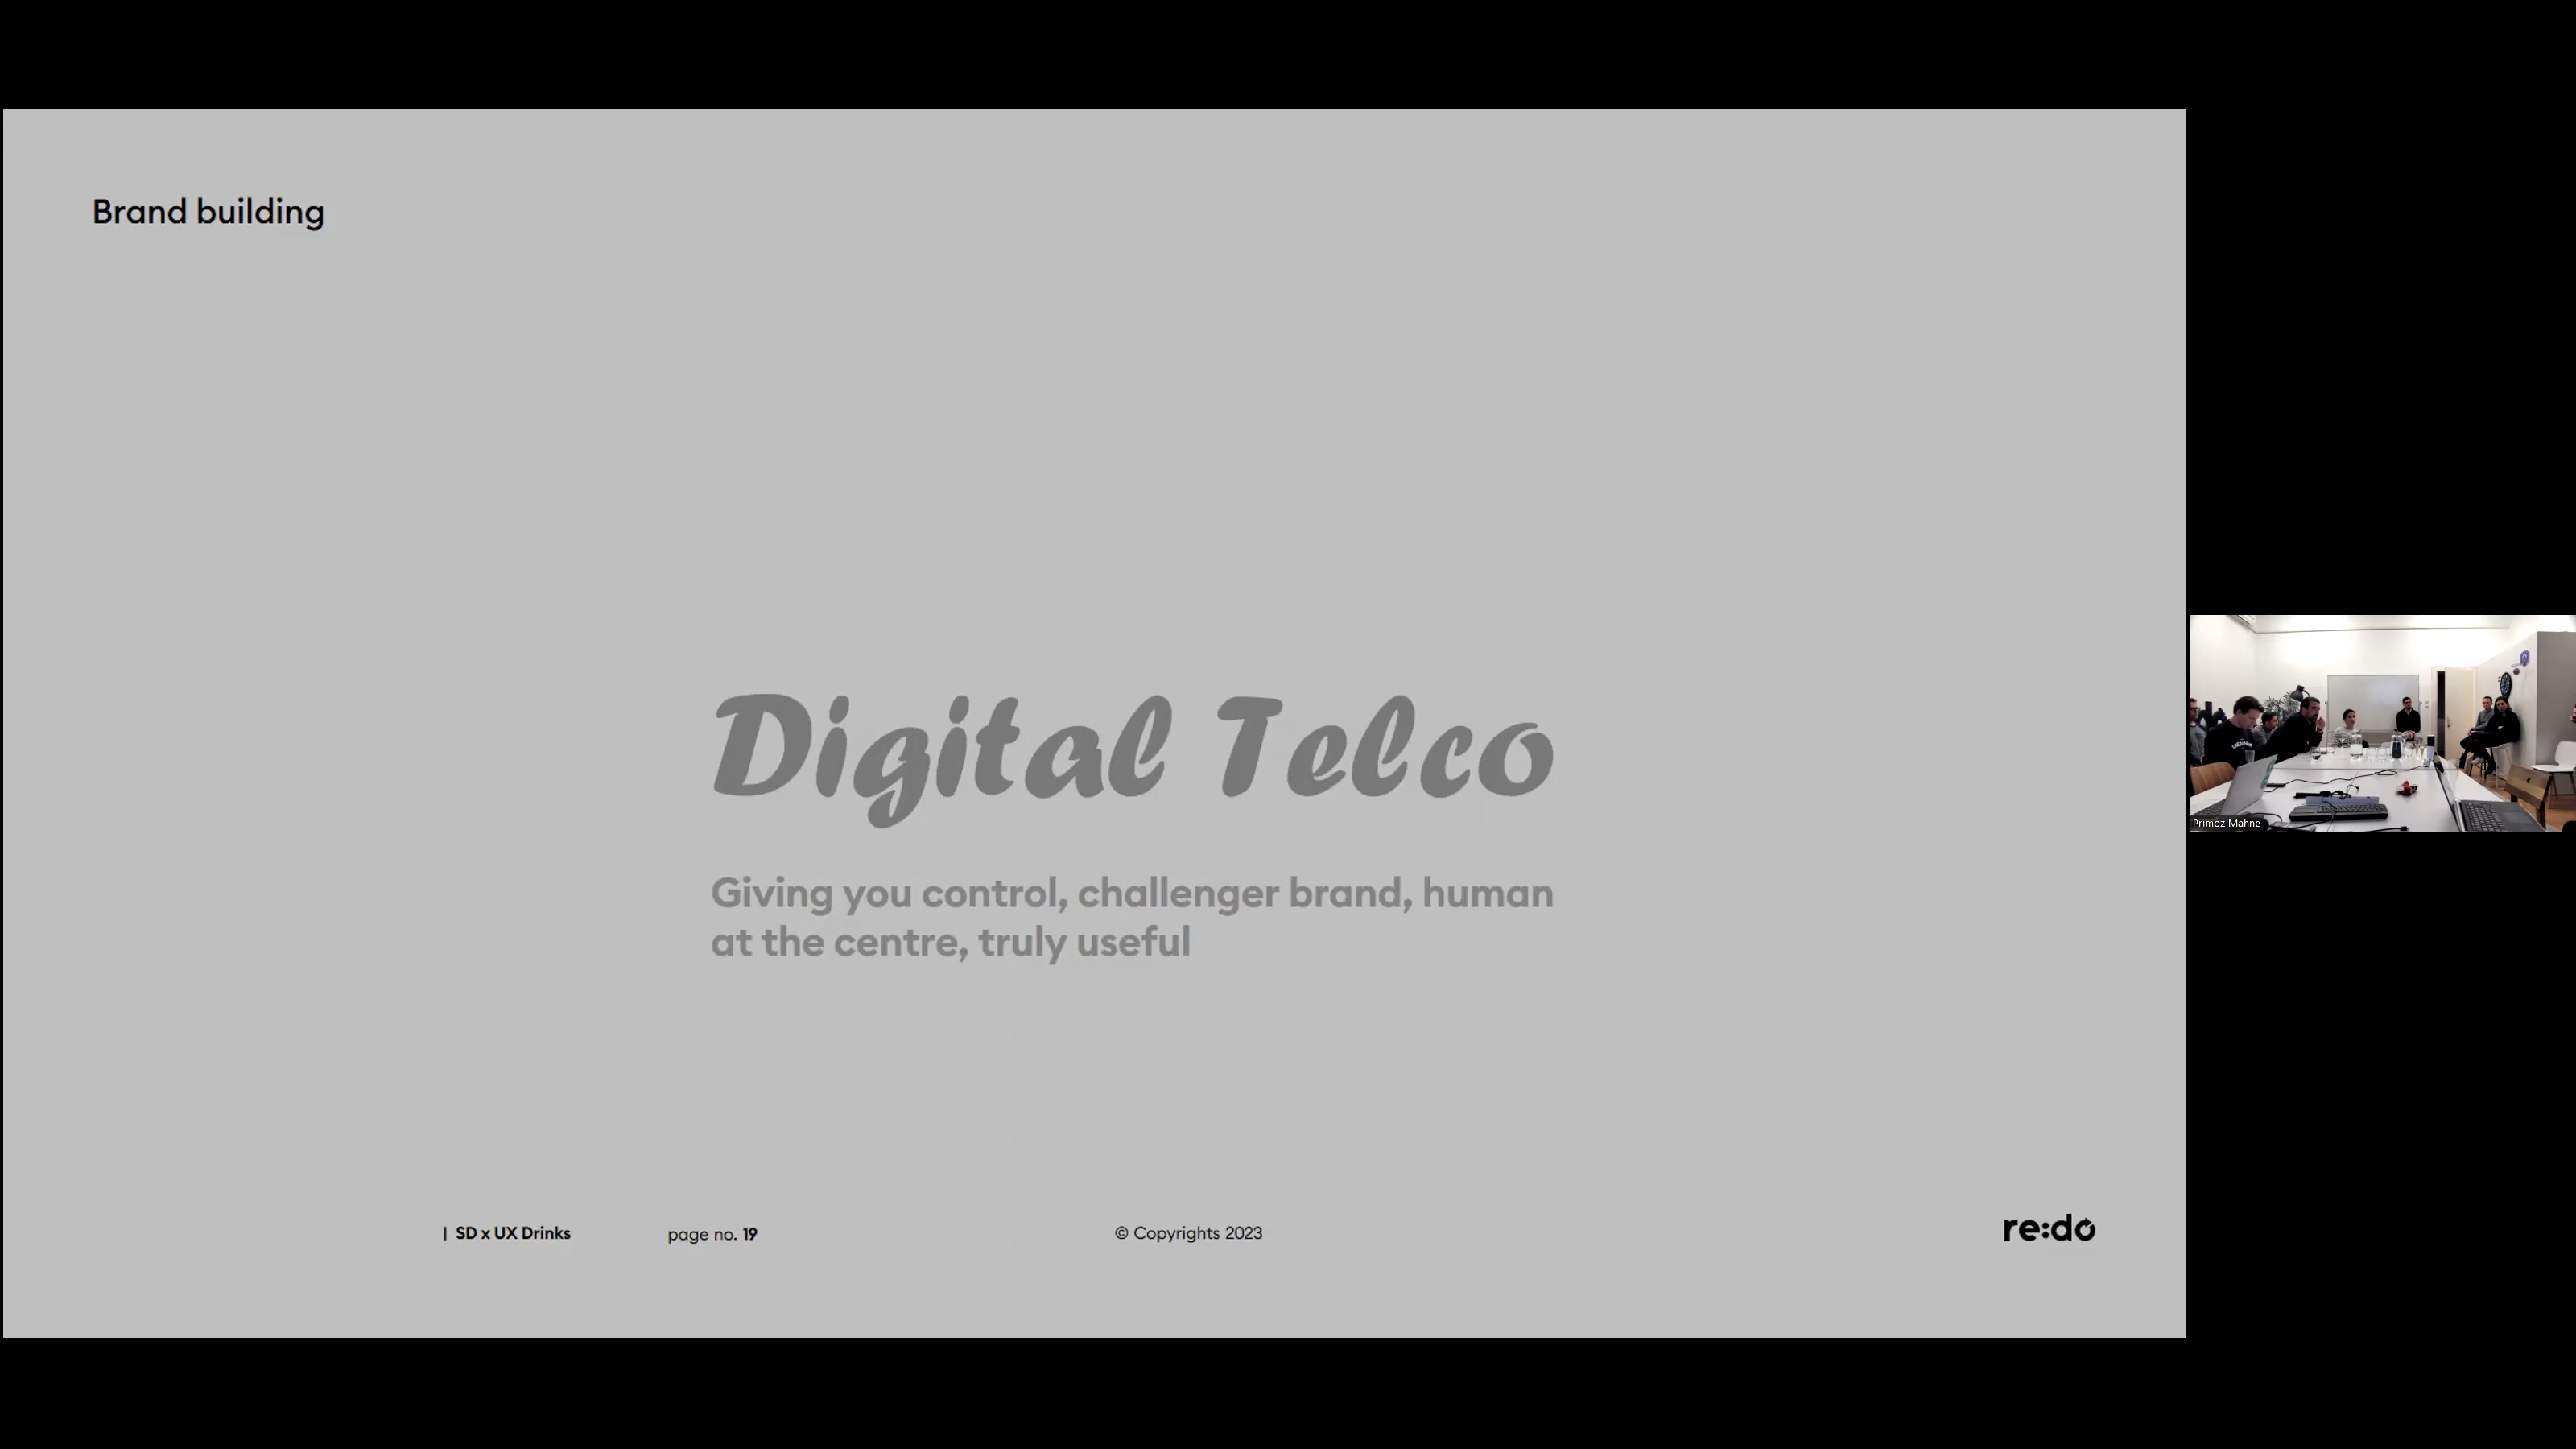 Brand building
Digital Telco
Giving you control, challenger brand, human
at the centre, truly useful
| SD x UX Drinks
page no. 19
© Copyrights 2023
re:do
Primoz Mahne